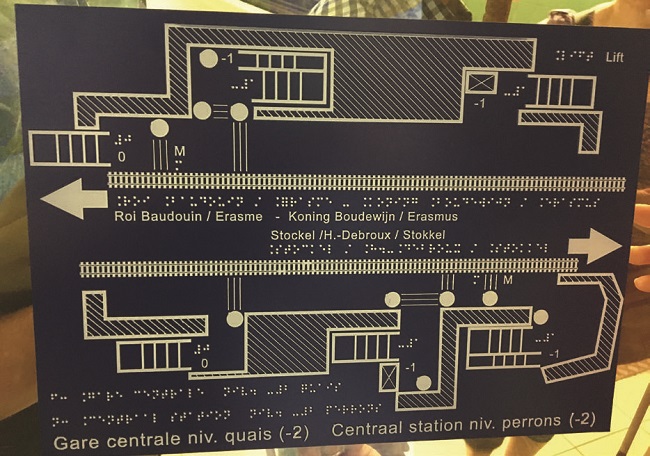 -1
Lift
-1
0
M
Roi Baudouin / Erasme - Koning Boudewijn / Erasmus
Stockel /H.-Debroux / Stokkel
M
0
-1
-1
Gare centrale niv. quais (-2) Centraal station niv. perrons (-2)